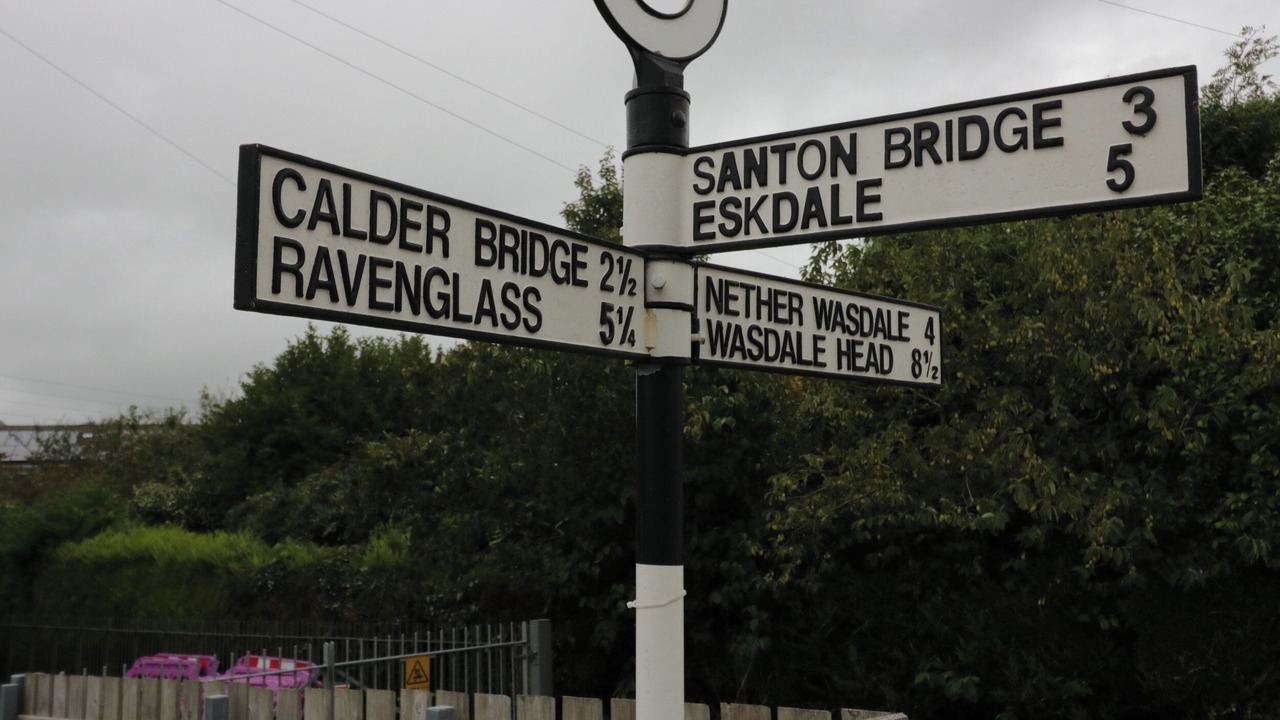 CALDER BRIDGE 2½
RAVENGLASS 5¼
SANTON BRIDGE 3
ESKDALE 5
NETHER WASDALE 4
WASDALE HEAD 8½